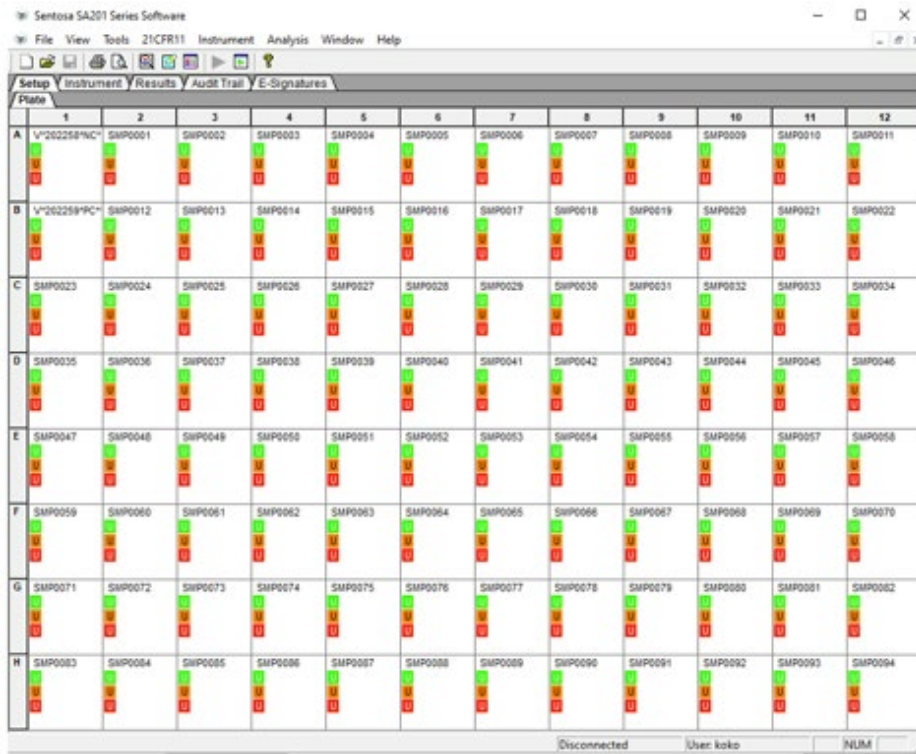 Sentosa SA201 Series Software
File View Tools 21CFR11 Instrument Analysis Window Help
Setup Instrument Results Audit Trail E-Signatures
Plate
1 2 3 4 5 6 7 8 9 10 11 12
A V*202258*NC* SMP0001 SMP0002 SMP0003 SMP0004 SMP0005 SMP0006 SMP0007 SMP0008 SMP0009 SMP0010 SMP0011
U U U U U U U U U U U U
U U U U U U U U U U U U
U U U U U U U U U U U U
B V*202259*PC* SMP0012 SMP0013 SMP0014 SMP0015 SMP0016 SMP0017 SMP0018 SMP0019 SMP0020 SMP0021 SMP0022
U U U U U U U U U U U U
U U U U U U U U U U U U
U U U U U U U U U U U U
C SMP0023 SMP0024 SMP0025 SMP0026 SMP0027 SMP0028 SMP0029 SMP0030 SMP0031 SMP0032 SMP0033 SMP0034
U U U U U U U U U U U U
U U U U U U U U U U U U
U U U U U U U U U U U U
D SMP0035 SMP0036 SMP0037 SMP0038 SMP0039 SMP0040 SMP0041 SMP0042 SMP0043 SMP0044 SMP0045 SMP0046
U U U U U U U U U U U U
U U U U U U U U U U U U
U U U U U U U U U U U U
E SMP0047 SMP0048 SMP0049 SMP0050 SMP0051 SMP0052 SMP0053 SMP0054 SMP0055 SMP0056 SMP0057 SMP0058
U U U U U U U U U U U U
U U U U U U U U U U U U
U U U U U U U U U U U U
F SMP0059 SMP0060 SMP0061 SMP0062 SMP0063 SMP0064 SMP0065 SMP0066 SMP0067 SMP0068 SMP0069 SMP0070
U U U U U U U U U U U U
U U U U U U U U U U U U
U U U U U U U U U U U U
G SMP0071 SMP0072 SMP0073 SMP0074 SMP0075 SMP0076 SMP0077 SMP0078 SMP0079 SMP0080 SMP0081 SMP0082
U U U U U U U U U U U U
U U U U U U U U U U U U
U U U U U U U U U U U U
H SMP0083 SMP0084 SMP0085 SMP0086 SMP0087 SMP0088 SMP0089 SMP0090 SMP0091 SMP0092 SMP0093 SMP0094
U U U U U U U U U U U U
U U U U U U U U U U U U
U U U U U U U U U U U U
Disconnected User: koko NUM